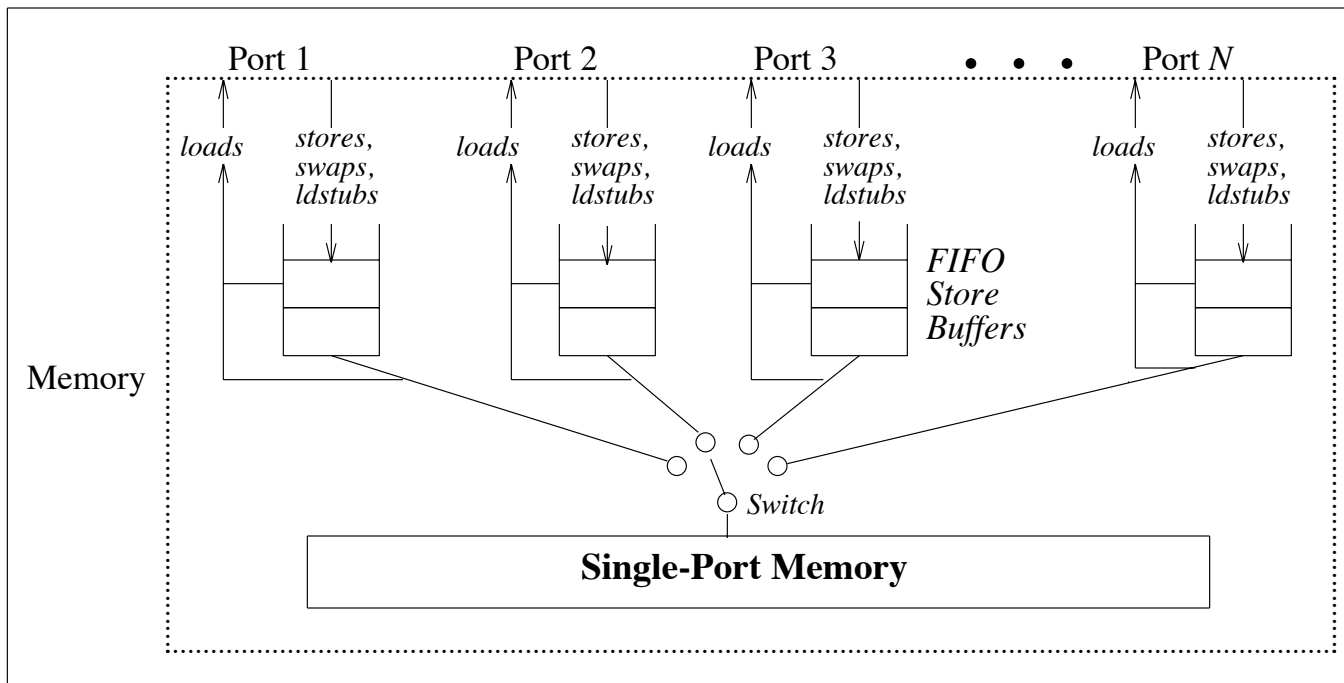 Port 1
Port 2
Port 3
• • •
Port N
loads
stores,
swaps,
ldstubs
loads
stores,
swaps,
ldstubs
loads
stores,
swaps,
ldstubs
loads
stores,
swaps,
ldstubs
FIFO
Store
Buffers
Memory
Switch
Single-Port Memory